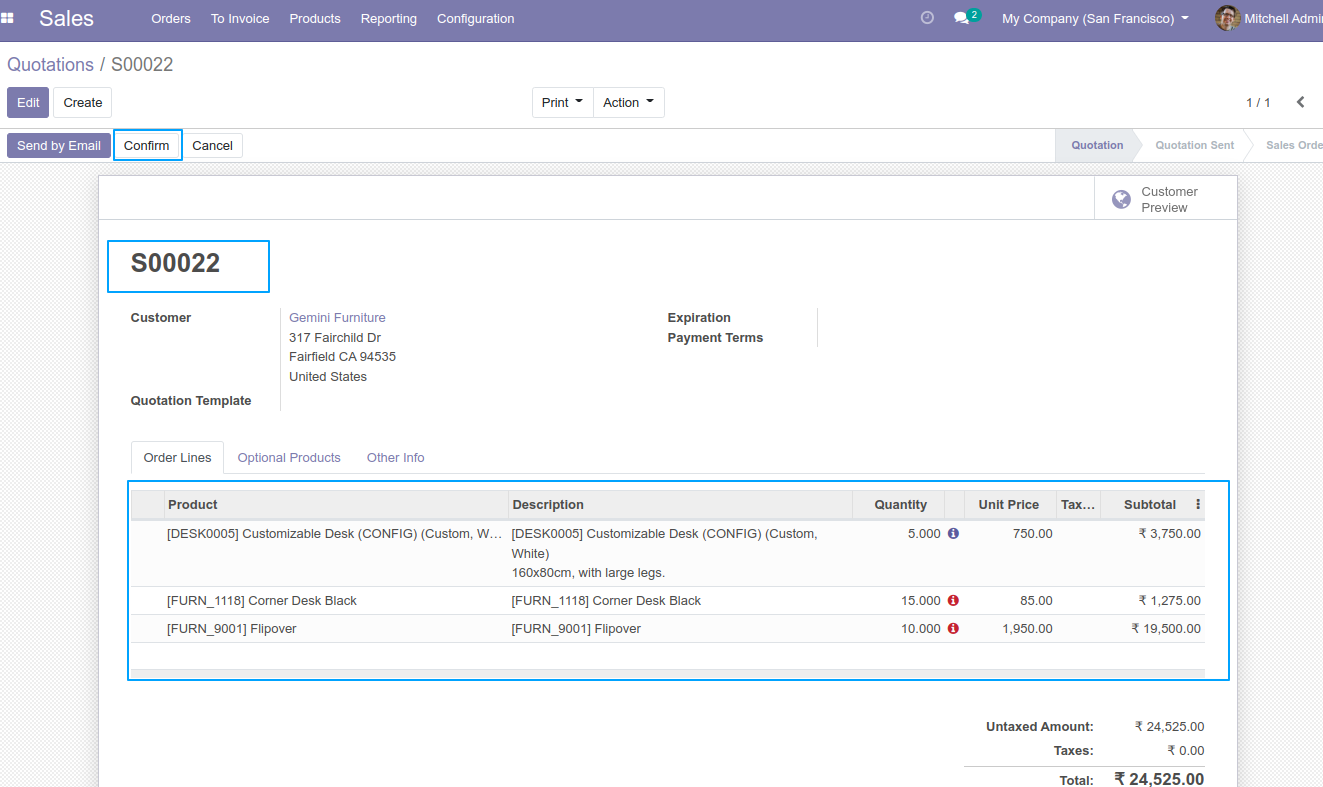 Sales Orders To Invoice Products Reporting Configuration 2 My Company (San Francisco) Mitchell Admi
Quotations / S00022
Edit Create Print Action 1 / 1
Send by Email Confirm Cancel Quotation Quotation Sent Sales Orde
Customer
Preview
S00022
Customer Gemini Furniture Expiration
317 Fairchild Dr Payment Terms
Fairfield CA 94535
United States
Quotation Template
Order Lines Optional Products Other Info
Product Description Quantity Unit Price Tax... Subtotal
[DESK0005] Customizable Desk (CONFIG) (Custom, W... [DESK0005] Customizable Desk (CONFIG) (Custom, 5.000 750.00 ₹ 3,750.00
White)
160x80cm, with large legs.
[FURN_1118] Corner Desk Black [FURN_1118] Corner Desk Black 15.000 85.00 ₹ 1,275.00
[FURN_9001] Flipover [FURN_9001] Flipover 10.000 1,950.00 ₹ 19,500.00
Untaxed Amount: ₹ 24,525.00
Taxes: ₹ 0.00
Total: ₹ 24,525.00